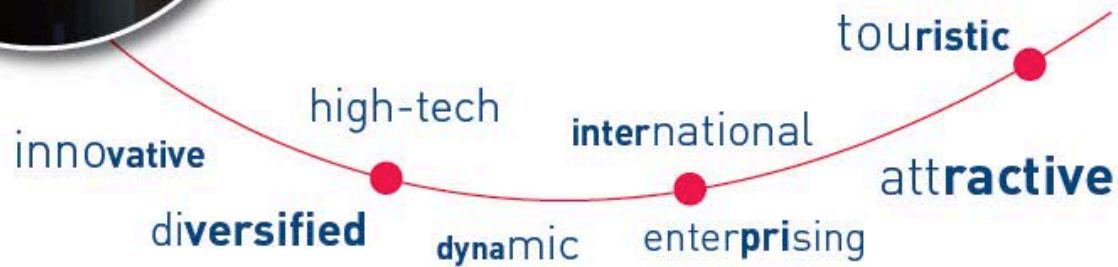 touristic
high-tech
international
innovative
attractive
diversified
dynamic
enterprising